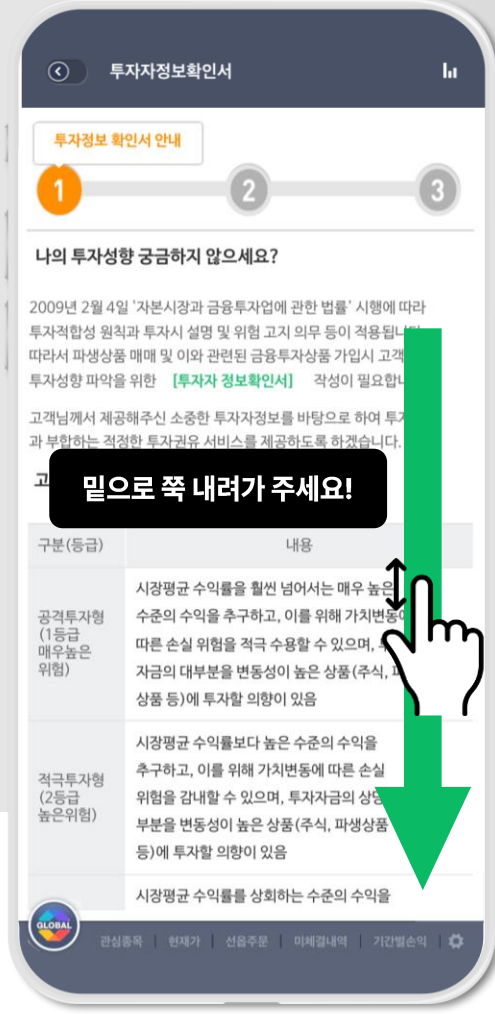 투자자정보확인서
투자정보 확인서 안내
1 2 3
나의 투자성향 궁금하지 않으세요?
2009년 2월 4일 '자본시장과 금융투자업에 관한 법률' 시행에 따라
투자적합성 원칙과 투자시 설명 및 위험 고지 의무 등이 적용됩니다.
따라서 파생상품 매매 및 이와 관련된 금융투자상품 가입시 고객
투자성향 파악을 위한 [투자자 정보확인서] 작성이 필요합니
고객님께서 제공해주신 소중한 투자자정보를 바탕으로 하여 투자
과 부합하는 적정한 투자권유 서비스를 제공하도록 하겠습니다.
고
밑으로 쭉 내려가 주세요!
구분(등급) 내용
공격투자형
(1등급
매우높은
위험)
시장평균 수익률을 훨씬 넘어서는 매우 높은
수준의 수익을 추구하고, 이를 위해 가치변동에
따른 손실 위험을 적극 수용할 수 있으며,
자금의 대부분을 변동성이 높은 상품(주식,
상품 등)에 투자할 의향이 있음
적극투자형
(2등급
높은위험)
시장평균 수익률보다 높은 수준의 수익을
추구하고, 이를 위해 가치변동에 따른 손실
위험을 감내할 수 있으며, 투자자금의 상당
부분을 변동성이 높은 상품(주식, 파생상품
등)에 투자할 의향이 있음
시장평균 수익률를 상회하는 수준의 수익을
GLOBAL
관심종목 | 현재가 | 선옵주문 | 미체결내역 | 기간별손익